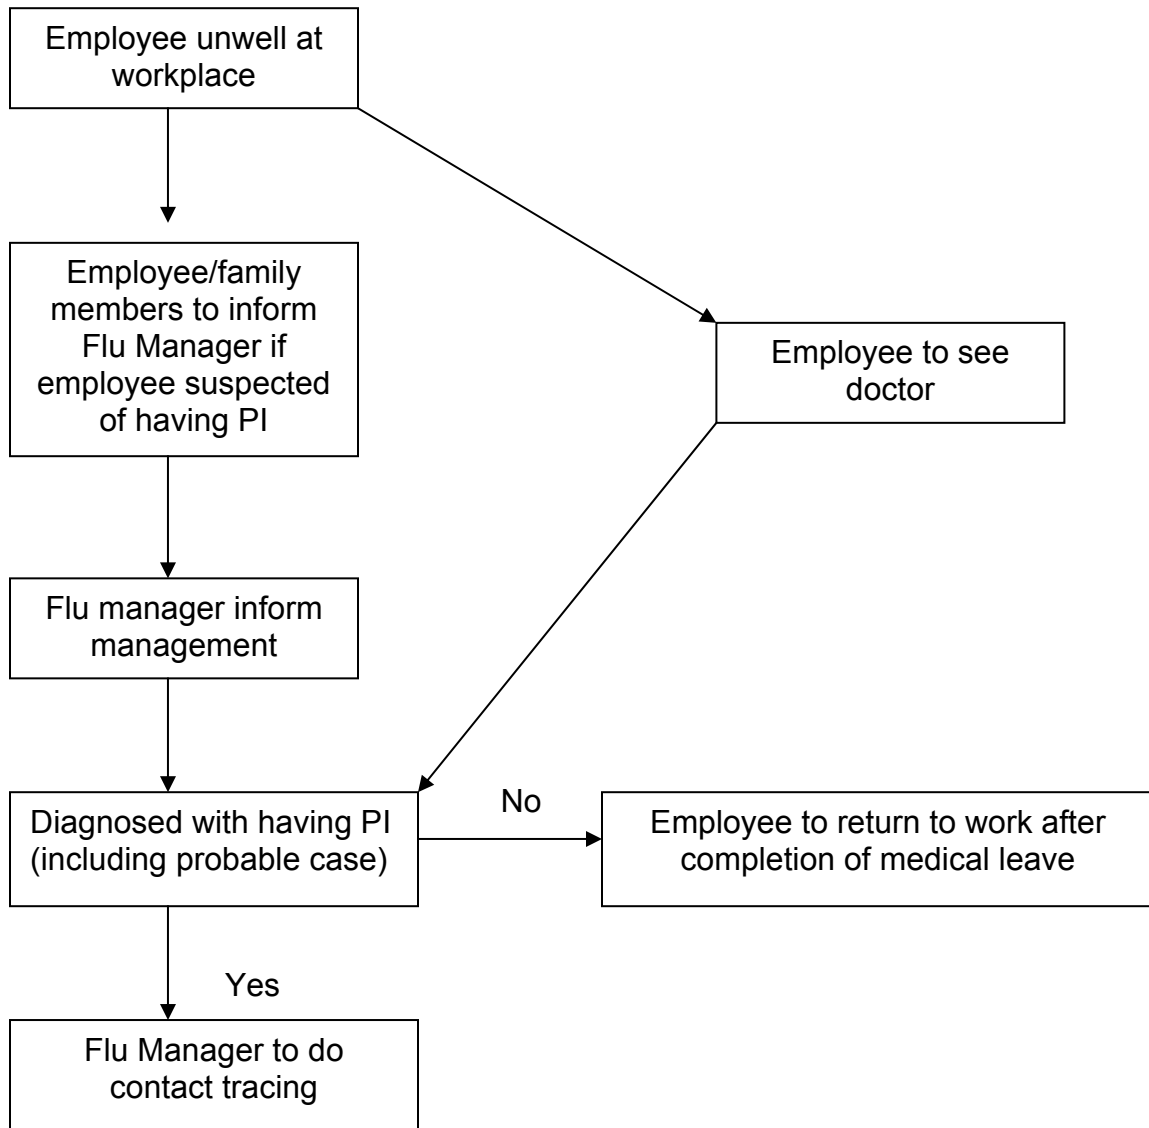 Employee unwell at
workplace
Employee/family
members to inform
Flu Manager if
employee suspected
of having PI
Employee to see
doctor
Flu manager inform
management
Diagnosed with having PI
(including probable case)
No
Employee to return to work after
completion of medical leave
Yes
Flu Manager to do
contact tracing